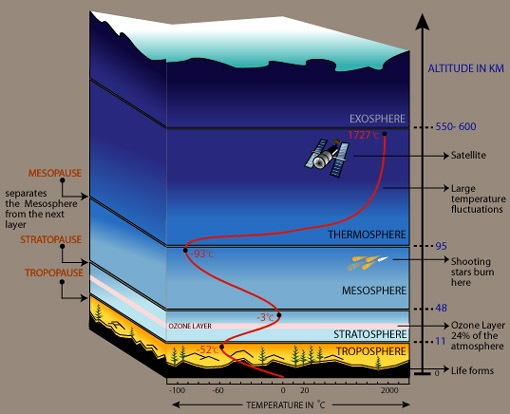 ALTITUDE IN KM
EXOSPHERE
550- 600
1727°C
Satellite
MESOPAUSE
separates
the Mesosphere
from the next
layer
Large
temperature
fluctuations
THERMOSPHERE
STRATOPAUSE
95
-93°C
Shooting
stars burn
here
TROPOPAUSE
MESOSPHERE
48
-3°C
OZONE LAYER
Ozone Layer
24% of the
atmosphere
STRATOSPHERE
11
-52°C
TROPOSPHERE
Life forms
0
-100 -60 0 20 2000
TEMPERATURE IN °C